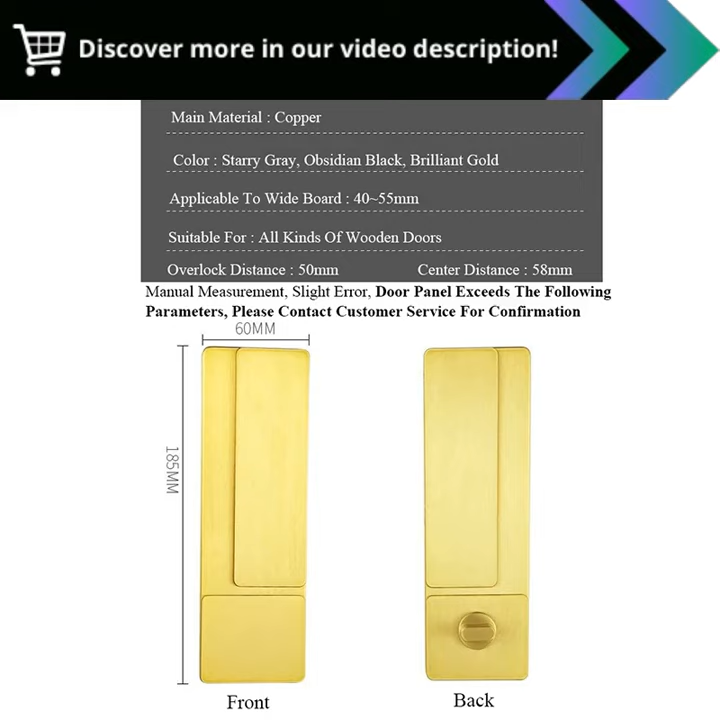 Discover more in our video description!
Main Material : Copper
Color : Starry Gray, Obsidian Black, Brilliant Gold
Applicable To Wide Board : 40~55mm
Suitable For : All Kinds Of Wooden Doors
Overlock Distance : 50mm Center Distance : 58mm
Manual Measurement, Slight Error, Door Panel Exceeds The Following
Parameters, Please Contact Customer Service For Confirmation
60MM
185MM
Front
Back